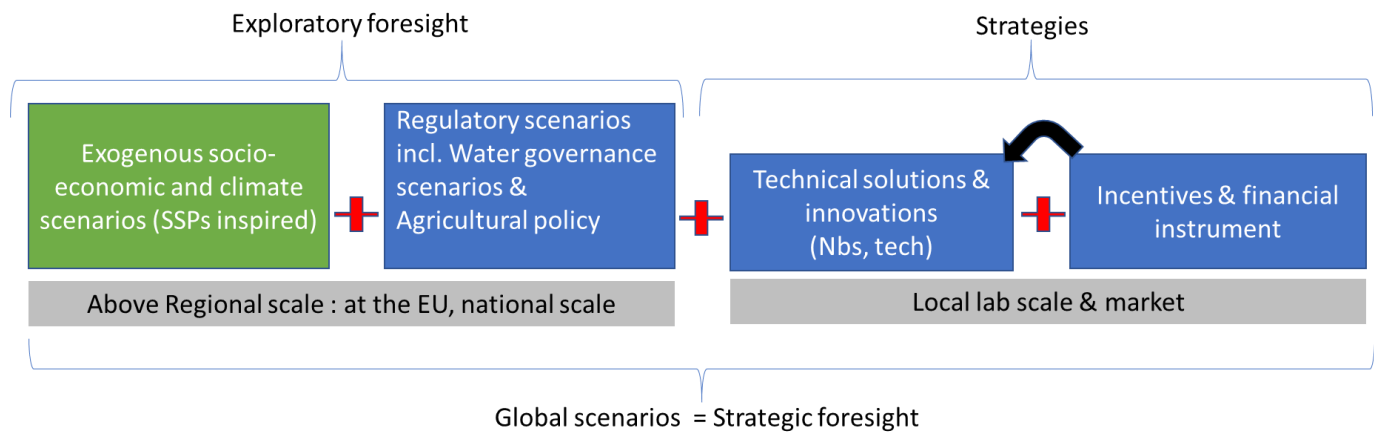 Exploratory foresight
Strategies
Exogenous socio-
economic and climate
scenarios (SSPs inspired)
Regulatory scenarios
incl. Water governance
scenarios &
Agricultural policy
Technical solutions &
innovations
(Nbs, tech)
Incentives & financial
instrument
Above Regional scale : at the EU, national scale
Local lab scale & market
Global scenarios = Strategic foresight